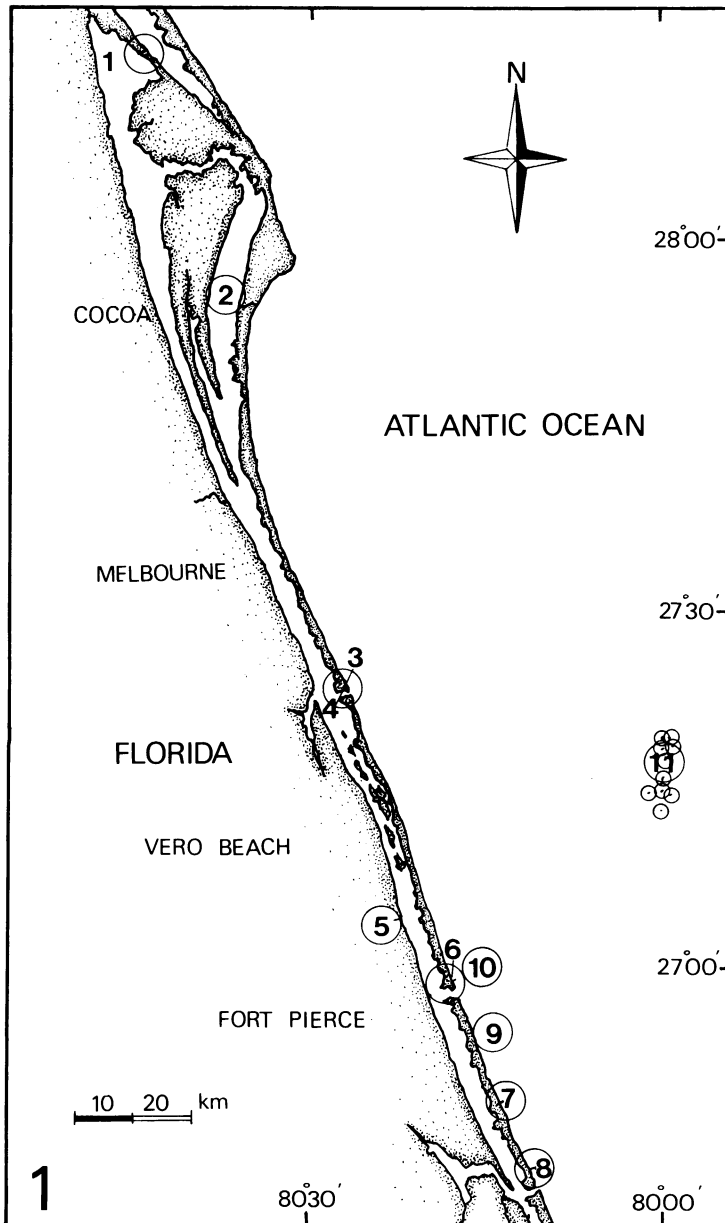 1
N
28°00'
2
COCOA
ATLANTIC OCEAN
MELBOURNE
27°30'
3
4
FLORIDA
11
VERO BEACH
5
6
10
27°00'
FORT PIERCE
9
10 20 km
7
8
1
80°30'
80°00'